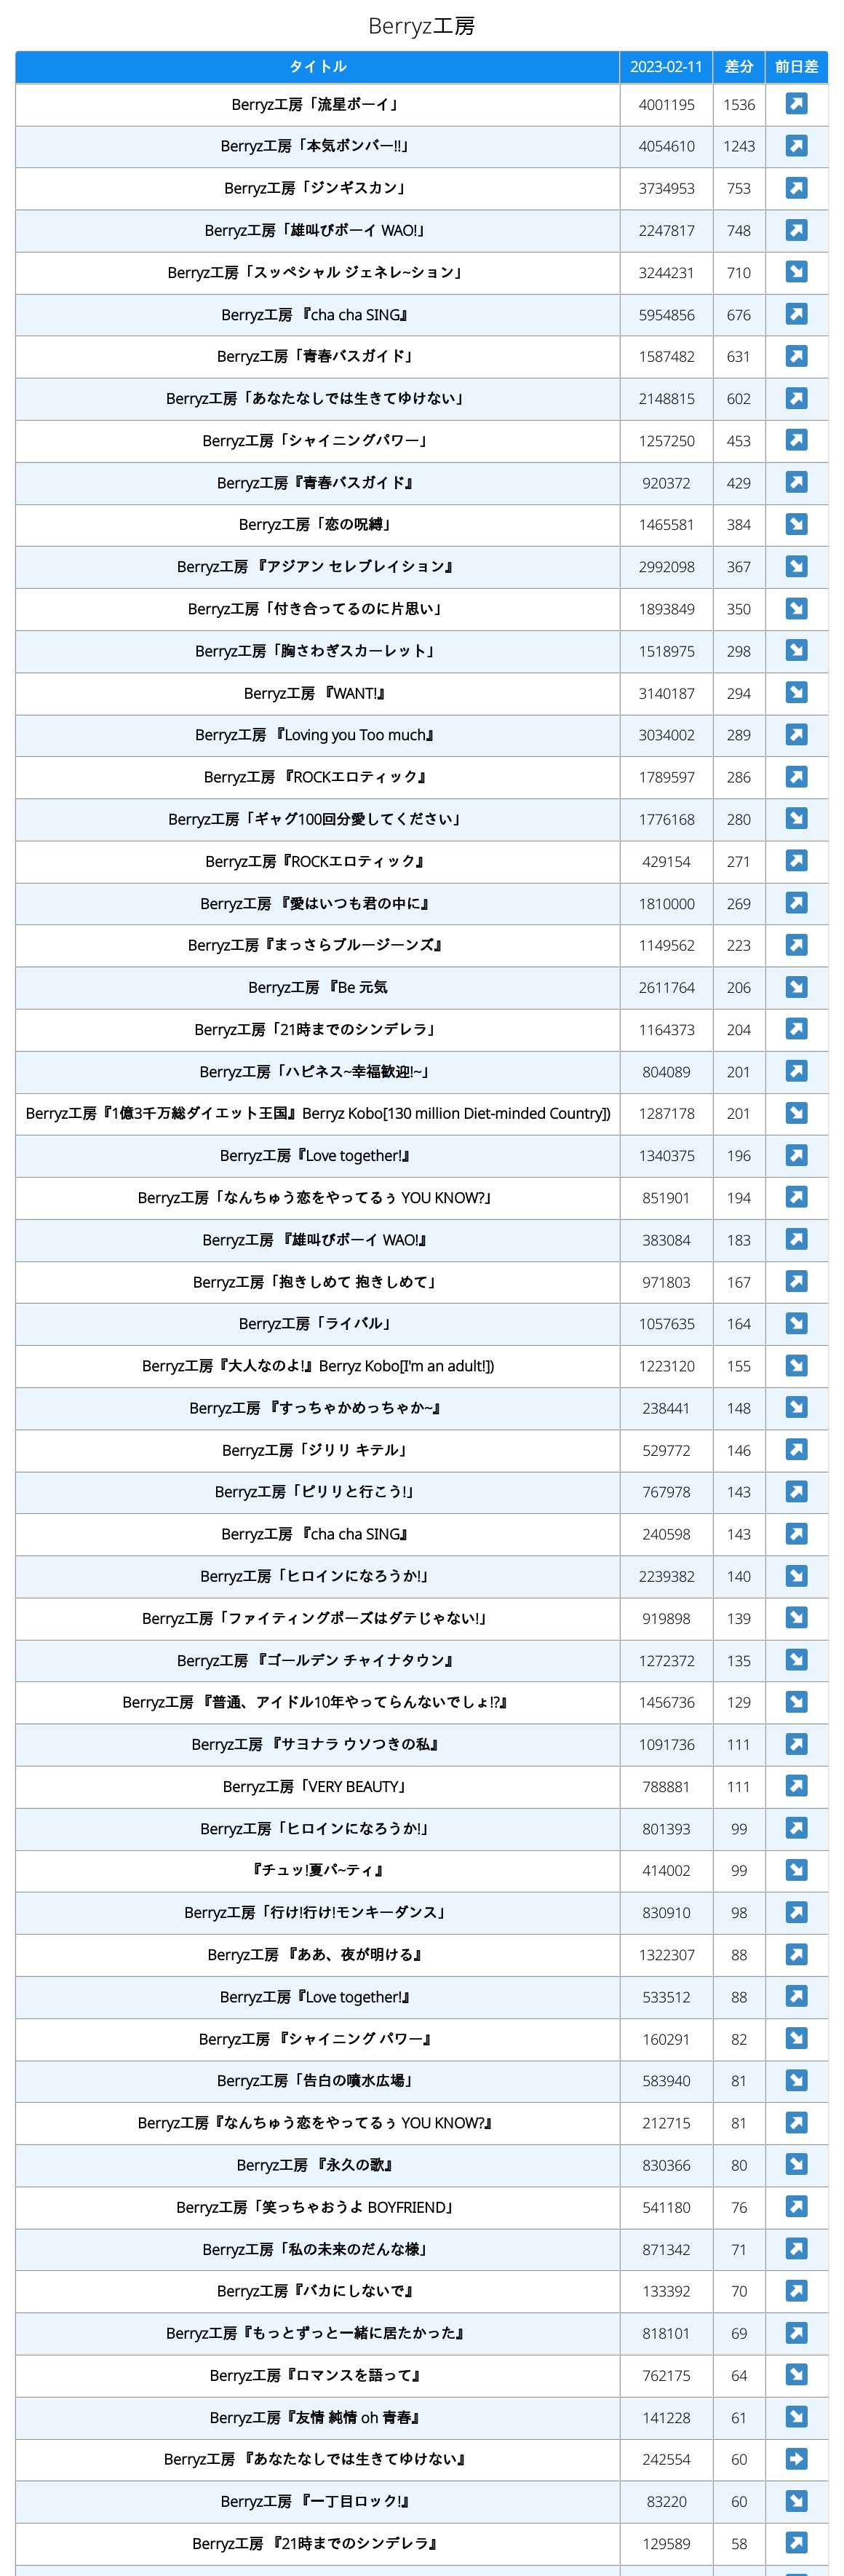 Berryz工房
タイトル 2023-02-11 差分 前日差
Berryz工房「流星ボーイ」 4001195 1536 ↗
Berryz工房「本気ボンバー!!」 4054610 1243 ↗
Berryz工房「ジンギスカン」 3734953 753 ↗
Berryz工房「雄叫びボーイ WAO!」 2247817 748 ↗
Berryz工房「スッペシャル ジェネレ~ション」 3244231 710 ↘
Berryz工房 『cha cha SING』 5954856 676 ↗
Berryz工房「青春バスガイド」 1587482 631 ↗
Berryz工房「あなたなしでは生きてゆけない」 2148815 602 ↗
Berryz工房「シャイニングパワー」 1257250 453 ↗
Berryz工房『青春バスガイド』 920372 429 ↗
Berryz工房「恋の呪縛」 1465581 384 ↘
Berryz工房 『アジアン セレブレイション』 2992098 367 ↗
Berryz工房「付き合ってるのに片思い」 1893849 350 ↘
Berryz工房「胸さわぎスカーレット」 1518975 298 ↘
Berryz工房 『WANT!』 3140187 294 ↘
Berryz工房 『Loving you Too much』 3034002 289 ↗
Berryz工房 『ROCKエロティック』 1789597 286 ↗
Berryz工房「ギャグ100回分愛してください」 1776168 280 ↘
Berryz工房『ROCKエロティック』 429154 271 ↗
Berryz工房 『愛はいつも君の中に』 1810000 269 ↗
Berryz工房『まっさらブルージーンズ』 1149562 223 ↗
Berryz工房 『Be 元気 2611764 206 ↘
Berryz工房「21時までのシンデレラ」 1164373 204 ↗
Berryz工房「ハピネス~幸福歓迎!~」 804089 201 ↗
Berryz工房『1億3千万総ダイエット王国』Berryz Kobo[130 million Diet-minded Country]) 1287178 201 ↘
Berryz工房『Love together!』 1340375 196 ↗
Berryz工房「なんちゅう恋をやってるぅ YOU KNOW?」 851901 194 ↗
Berryz工房 『雄叫びボーイ WAO!』 383084 183 ↗
Berryz工房「抱きしめて 抱きしめて」 971803 167 ↗
Berryz工房「ライバル」 1057635 164 ↘
Berryz工房『大人なのよ!』Berryz Kobo[I'm an adult!]) 1223120 155 ↘
Berryz工房 『すっちゃかめっちゃか~』 238441 148 ↘
Berryz工房「ジリリ キテル」 529772 146 ↗
Berryz工房「ピリリと行こう!」 767978 143 ↗
Berryz工房 『cha cha SING』 240598 143 ↗
Berryz工房「ヒロインになろうか!」 2239382 140 ↘
Berryz工房「ファイティングポーズはダテじゃない!」 919898 139 ↘
Berryz工房 『ゴールデン チャイナタウン』 1272372 135 ↘
Berryz工房 『普通、アイドル10年やってらんないでしょ!?』 1456736 129 ↘
Berryz工房 『サヨナラ ウソつきの私』 1091736 111 ↗
Berryz工房「VERY BEAUTY」 788881 111 ↗
Berryz工房「ヒロインになろうか!」 801393 99 ↗
『チュッ!夏パ~ティ』 414002 99 ↘
Berryz工房「行け!行け!モンキーダンス」 830910 98 ↗
Berryz工房 『ああ、夜が明ける』 1322307 88 ↗
Berryz工房『Love together!』 533512 88 ↗
Berryz工房 『シャイニング パワー』 160291 82 ↘
Berryz工房「告白の噴水広場」 583940 81 ↘
Berryz工房『なんちゅう恋をやってるぅ YOU KNOW?』 212715 81 ↗
Berryz工房 『永久の歌』 830366 80 ↘
Berryz工房「笑っちゃおうよ BOYFRIEND」 541180 76 ↗
Berryz工房「私の未来のだんな様」 871342 71 ↗
Berryz工房『バカにしないで』 133392 70 ↗
Berryz工房『もっとずっと一緒に居たかった』 818101 69 ↗
Berryz工房『ロマンスを語って』 762175 64 ↘
Berryz工房『友情 純情 oh 青春』 141228 61 ↘
Berryz工房 『あなたなしでは生きてゆけない』 242554 60 ➡
Berryz工房 『一丁目ロック!』 83220 60 ↘
Berryz工房 『21時までのシンデレラ』 129589 58 ↗